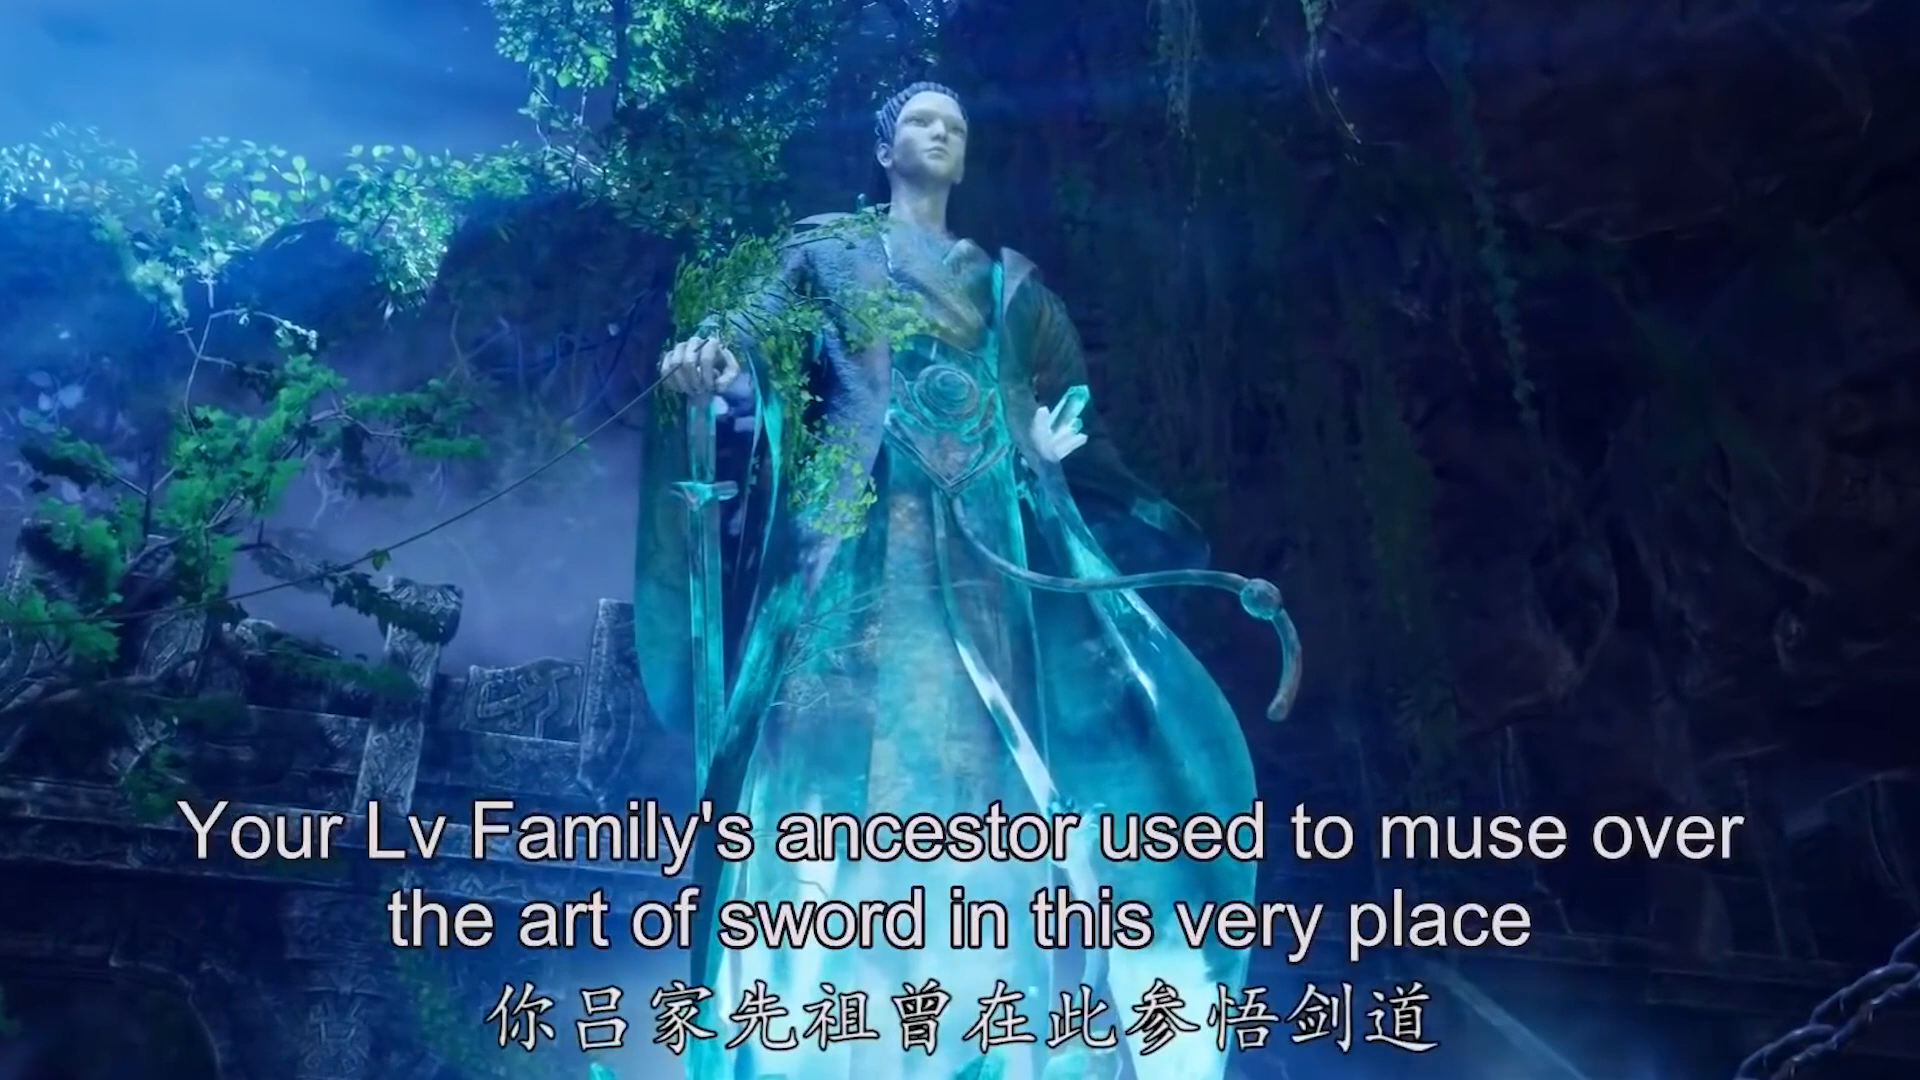 Your Lv Family's ancestor used to muse over
the art of sword in this very place
你吕家先祖曾在此参悟剑道